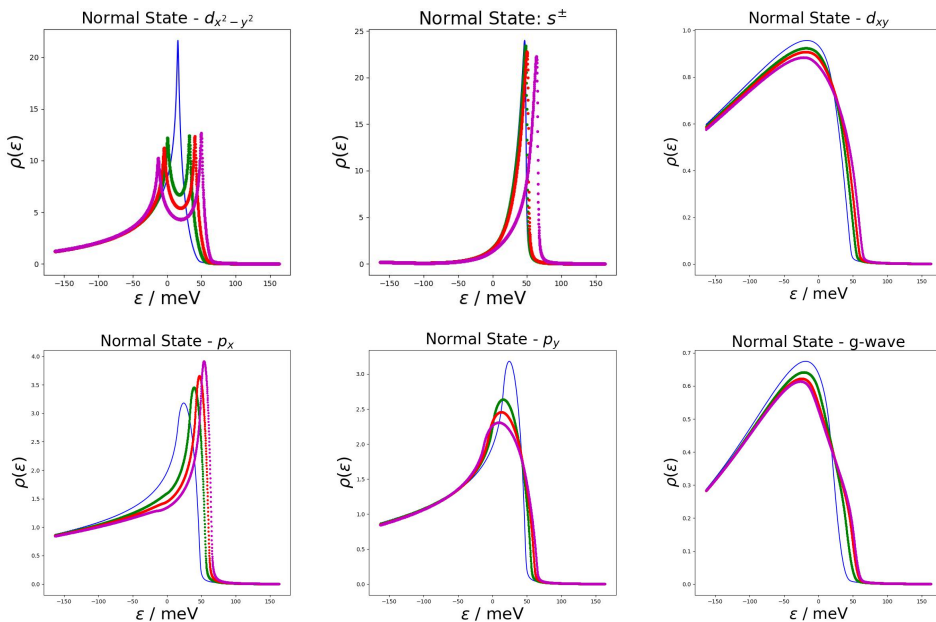 Normal State - d_{x²−y²}
Normal State: s^±
Normal State - d_{xy}
ρ(ε)
20
15
10
5
0
−150 −100 −50 0 50 100 150
ε / meV
ρ(ε)
25
20
15
10
5
0
−150 −100 −50 0 50 100 150
ε / meV
ρ(ε)
1.0
0.8
0.6
0.4
0.2
0.0
−150 −100 −50 0 50 100 150
ε / meV
Normal State - p_x
Normal State - p_y
Normal State - g-wave
ρ(ε)
4.0
3.5
3.0
2.5
2.0
1.5
1.0
0.5
0.0
−150 −100 −50 0 50 100 150
ε / meV
ρ(ε)
3.0
2.5
2.0
1.5
1.0
0.5
0.0
−150 −100 −50 0 50 100 150
ε / meV
ρ(ε)
0.7
0.6
0.5
0.4
0.3
0.2
0.1
0.0
−150 −100 −50 0 50 100 150
ε / meV